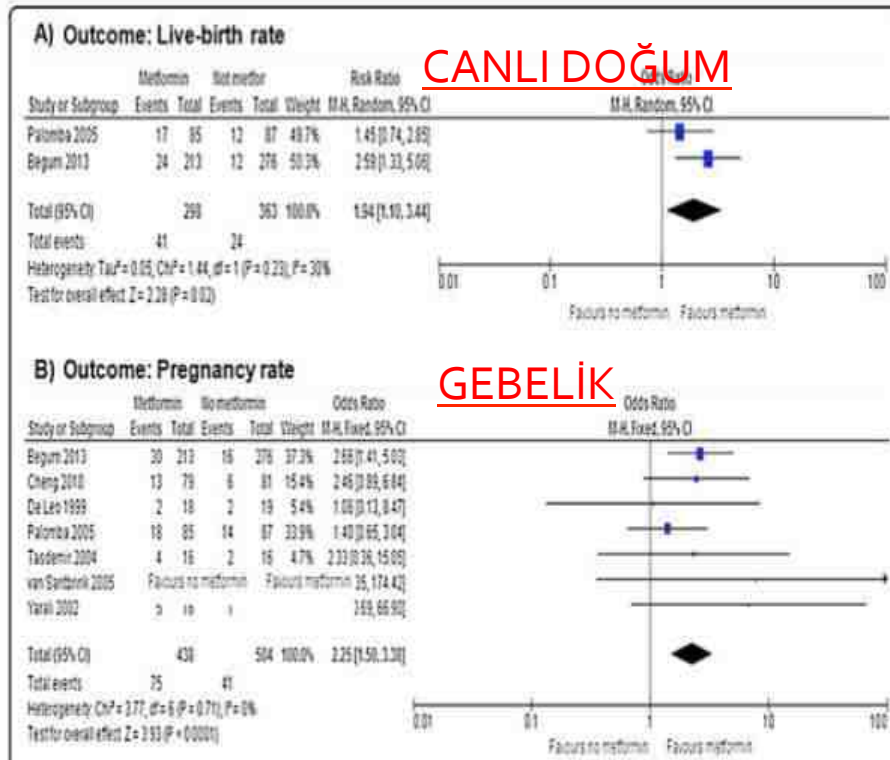 A) Outcome: Live-birth rate
CANLI DOĞUM
Metformin Not metfor Risk Ratio Odds Ratio
Study or Subgroup Events Total Events Total Weight M-H, Random, 95% CI M-H, Random, 95% CI
Palomba 2005 17 85 12 87 49.7% 1.45 [0.74, 2.85]
Begum 2013 24 213 12 276 50.3% 2.59 [1.33, 5.06]
Total (95% CI) 298 363 100.0% 1.94 [1.10, 3.44]
Total events 41 24
Heterogeneity: Tau² = 0.05, Chi² = 1.44, df = 1 (P = 0.23), I² = 30%
Test for overall effect Z = 2.28 (P = 0.02)
0.01 1 10 100
Favours no metformin Favours metformin
B) Outcome: Pregnancy rate
GEBELİK
Metformin No metformin Odds Ratio Odds Ratio
Study or Subgroup Events Total Events Total Weight M-H, Fixed, 95% CI M-H, Fixed, 95% CI
Begum 2013 30 213 16 276 37.3% 2.66 [1.41, 5.03]
Cheng 2010 13 79 6 81 15.4% 2.46 [0.89, 6.84]
De Leo 1999 2 18 2 19 5.4% 1.06 [0.13, 8.47]
Palomba 2005 18 85 14 87 33.9% 1.40 [0.65, 3.04]
Tasdemir 2004 4 16 2 16 4.7% 2.33 [0.36, 15.05]
van Santbrink 2005 Favours no metformin Favours metformin 35, 174.42]
Yarali 2002 5 1 0.69, 66.92]
Total (95% CI) 438 504 100.0% 2.25 [1.50, 3.38]
Total events 75 41
Heterogeneity: Chi² = 3.77, df = 6 (P = 0.71), I² = 0%
Test for overall effect Z = 3.93 (P < 0.0001)
0.01 0.1 1 10 100
Favours no metformin Favours metformin